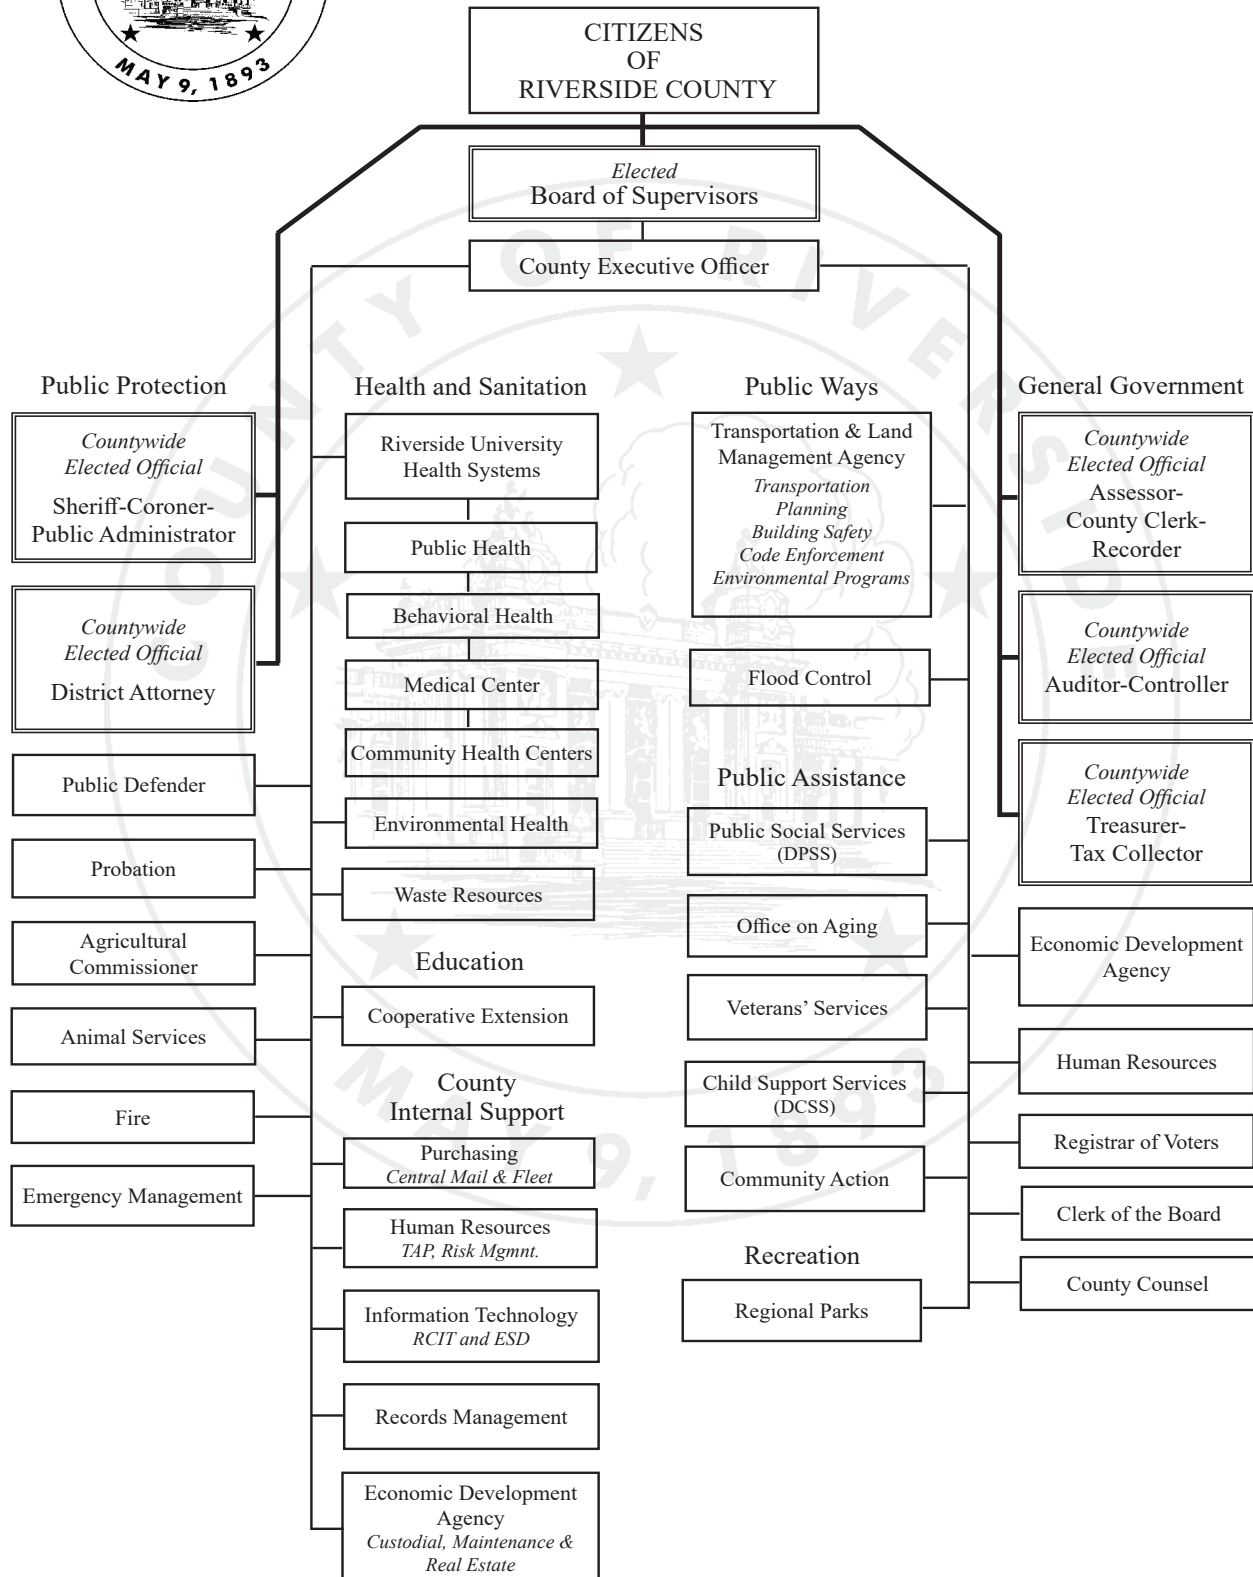 MAY 9, 1893
CITIZENS
OF
RIVERSIDE COUNTY
Elected
Board of Supervisors
County Executive Officer
COUNTY OF RIVERSIDE
MAY 9, 1893
Public Protection
Countywide
Elected Official
Sheriff-Coroner-
Public Administrator
Countywide
Elected Official
District Attorney
Public Defender
Probation
Agricultural
Commissioner
Animal Services
Fire
Emergency Management
Health and Sanitation
Riverside University
Health Systems
Public Health
Behavioral Health
Medical Center
Community Health Centers
Environmental Health
Waste Resources
Education
Cooperative Extension
County
Internal Support
Purchasing
Central Mail & Fleet
Human Resources
TAP, Risk Mgmnt.
Information Technology
RCIT and ESD
Records Management
Economic Development
Agency
Custodial, Maintenance &
Real Estate
Public Ways
Transportation & Land
Management Agency
Transportation
Planning
Building Safety
Code Enforcement
Environmental Programs
Flood Control
Public Assistance
Public Social Services
(DPSS)
Office on Aging
Veterans’ Services
Child Support Services
(DCSS)
Community Action
Recreation
Regional Parks
General Government
Countywide
Elected Official
Assessor-
County Clerk-
Recorder
Countywide
Elected Official
Auditor-Controller
Countywide
Elected Official
Treasurer-
Tax Collector
Economic Development
Agency
Human Resources
Registrar of Voters
Clerk of the Board
County Counsel